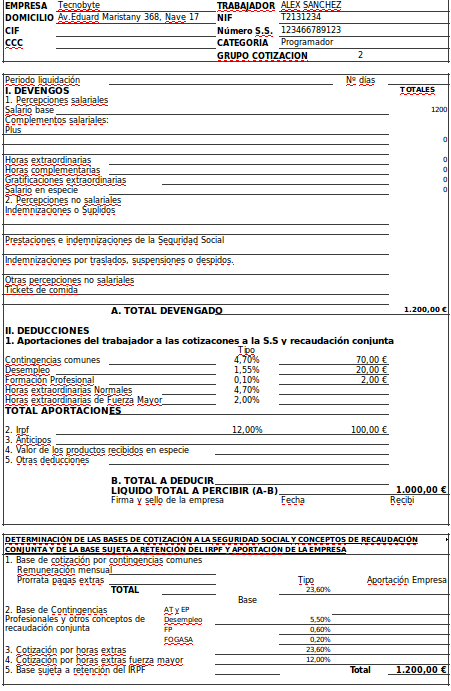 EMPRESA Tecnobyte TRABAJADOR ALEX SANCHEZ
DOMICILIO Av.Eduard Maristany 368, Nave 17 NIF T2131234
CIF Número S.S. 123466789123
CCC CATEGORIA Programador
GRUPO COTIZACION 2
Periodo liquidación Nº días
I. DEVENGOS TOTALES
1. Percepciones salariales
Salario base 1200
Complementos salariales:
Plus
0
Horas extraordinarias 0
Horas complementarias 0
Gratificaciones extraordinarias 0
Salario en especie 0
2. Percepciones no salariales
Indemnizaciones o Suplidos
Prestaciones e indemnizaciones de la Seguridad Social
Indemnizaciones por traslados, suspensiones o despidos.
Otras percepciones no salariales
Tickets de comida
A. TOTAL DEVENGADO 1.200,00 €
II. DEDUCCIONES
1. Aportaciones del trabajador a las cotizacones a la S.S y recaudación conjunta
Tipo
Contingencias comunes 4,70% 70,00 €
Desempleo 1,55% 20,00 €
Formación Profesional 0,10% 2,00 €
Horas extraordinarias Normales 4,70%
Horas extraordinarias de Fuerza Mayor 2,00%
TOTAL APORTACIONES
2. Irpf 12,00% 100,00 €
3. Anticipos
4. Valor de los productos recibidos en especie
5. Otras deducciones
B. TOTAL A DEDUCIR
LIQUIDO TOTAL A PERCIBIR (A-B) 1.000,00 €
Firma y sello de la empresa Fecha Recibi
DETERMINACIÓN DE LAS BASES DE COTIZACIÓN A LA SEGURIDAD SOCIAL Y CONCEPTOS DE RECAUDACIÓN
CONJUNTA Y DE LA BASE SUJETA A RETENCIÓN DEL IRPF Y APORTACIÓN DE LA EMPRESA
1. Base de cotización por contingencias comunes
Remuneración mensual
Prorrata pagas extras Tipo Aportación Empresa
TOTAL 23,60%
Base
2. Base de Contingencias AT y EP
Profesionales y otros conceptos de Desempleo 5,50%
recaudación conjunta FP 0,60%
FOGASA 0,20%
3. Cotización por horas extras 23,60%
4. Cotización por horas extras fuerza mayor 12,00%
5. Base sujeta a retención del IRPF Total 1.200,00 €